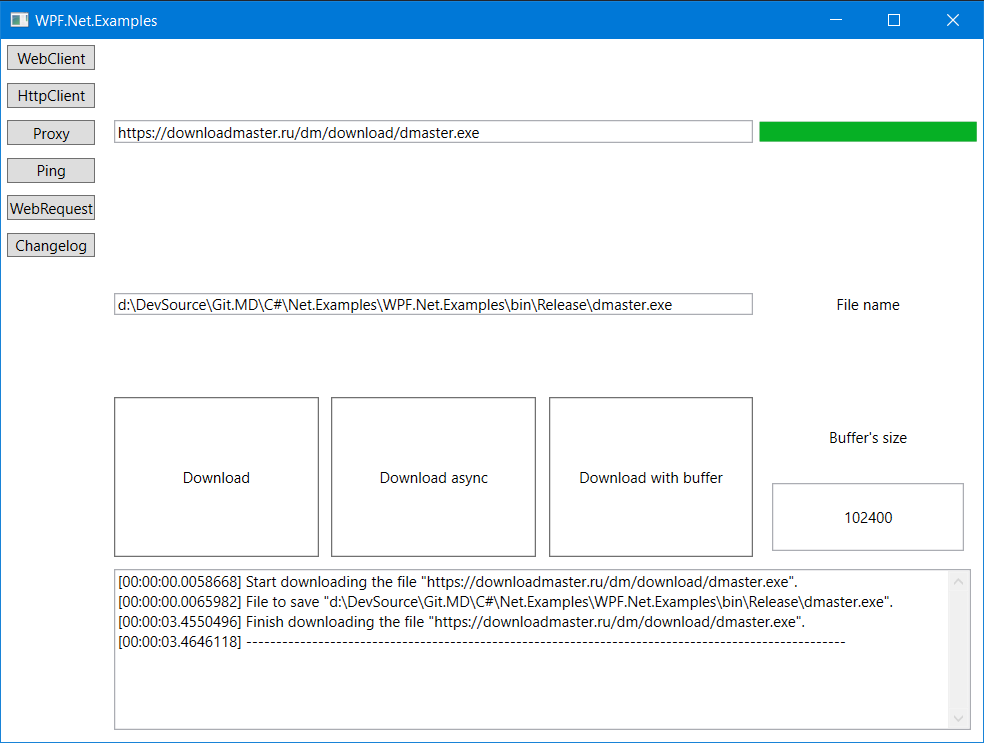 WPF.Net.Examples
WebClient
HttpClient
Proxy
https://downloadmaster.ru/dm/download/dmaster.exe
Ping
WebRequest
Changelog
d:\DevSource\Git.MD\C#\Net.Examples\WPF.Net.Examples\bin\Release\dmaster.exe
File name
Download
Download async
Download with buffer
Buffer's size
102400
[00:00:00.0058668] Start downloading the file "https://downloadmaster.ru/dm/download/dmaster.exe".
[00:00:00.0065982] File to save "d:\DevSource\Git.MD\C#\Net.Examples\WPF.Net.Examples\bin\Release\dmaster.exe".
[00:00:03.4550496] Finish downloading the file "https://downloadmaster.ru/dm/download/dmaster.exe".
[00:00:03.4646118] ----------------------------------------------------------------------------------------------------